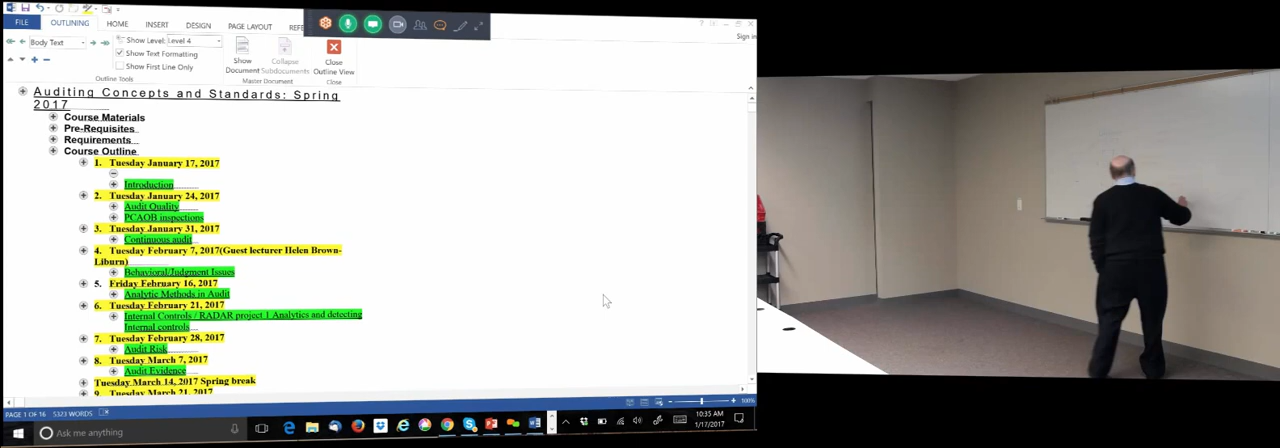 FILE OUTLINING HOME INSERT DESIGN PAGE LAYOUT REFE
Sign in
Body Text
Show Level: Level 4
Show Text Formatting
Show First Line Only
Show Document
Collapse Subdocuments
Close Outline View
Outline Tools Master Document Close
Auditing Concepts and Standards: Spring
2017
Course Materials
Pre-Requisites
Requirements
Course Outline
1. Tuesday January 17, 2017
Introduction
2. Tuesday January 24, 2017
Audit Quality
PCAOB inspections
3. Tuesday January 31, 2017
Continuous audit
4. Tuesday February 7, 2017(Guest lecturer Helen Brown-
Liburn)
Behavioral/Judgment Issues
5. Friday February 16, 2017
Analytic Methods in Audit
6. Tuesday February 21, 2017
Internal Controls / RADAR project 1 Analytics and detecting
Internal controls
7. Tuesday February 28, 2017
Audit Risk
8. Tuesday March 7, 2017
Audit Evidence
Tuesday March 14, 2017 Spring break
9. Tuesday March 21, 2017
PAGE 1 OF 16 5323 WORDS
100%
Ask me anything
10:35 AM
1/17/2017